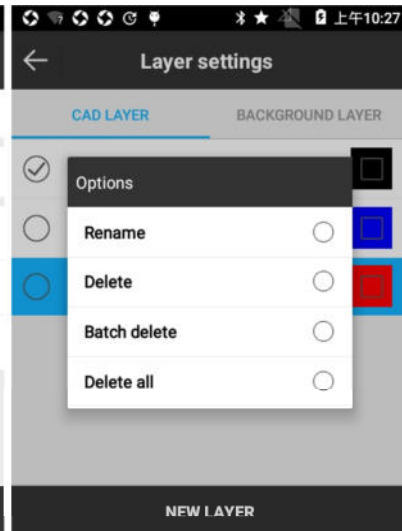 上午10:27
Layer settings
CAD LAYER
BACKGROUND LAYER
Options
Rename
Delete
Batch delete
Delete all
NEW LAYER